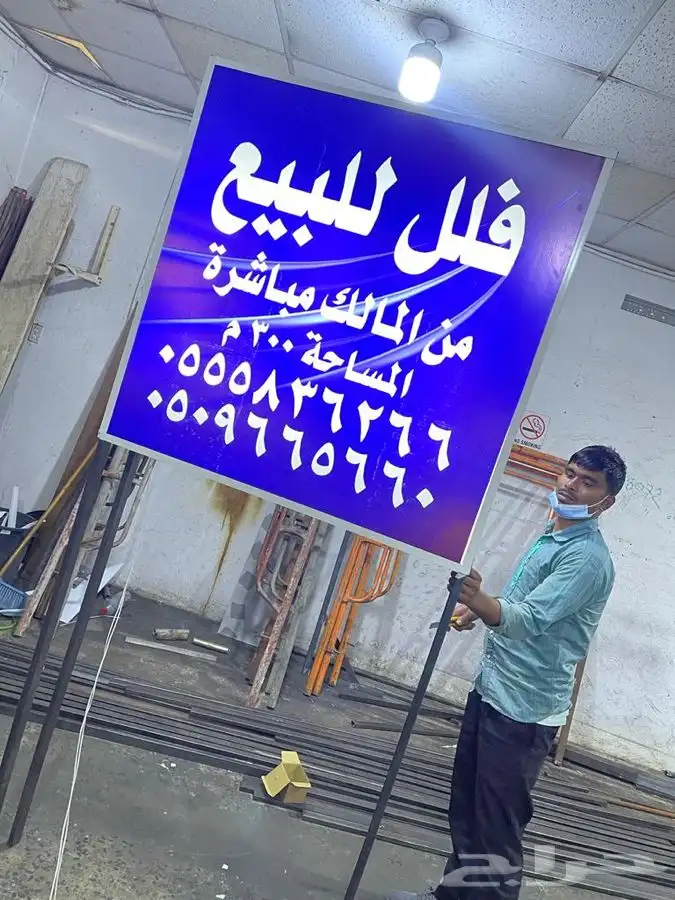 فلل للبيع
من المالك مباشرة
المساحة ٣٠٠ م
٠٥٥٥٨٣٦٢٦٦
٠٥٠٩٦٦٥٦٦٠
NO SMOKING
حراج